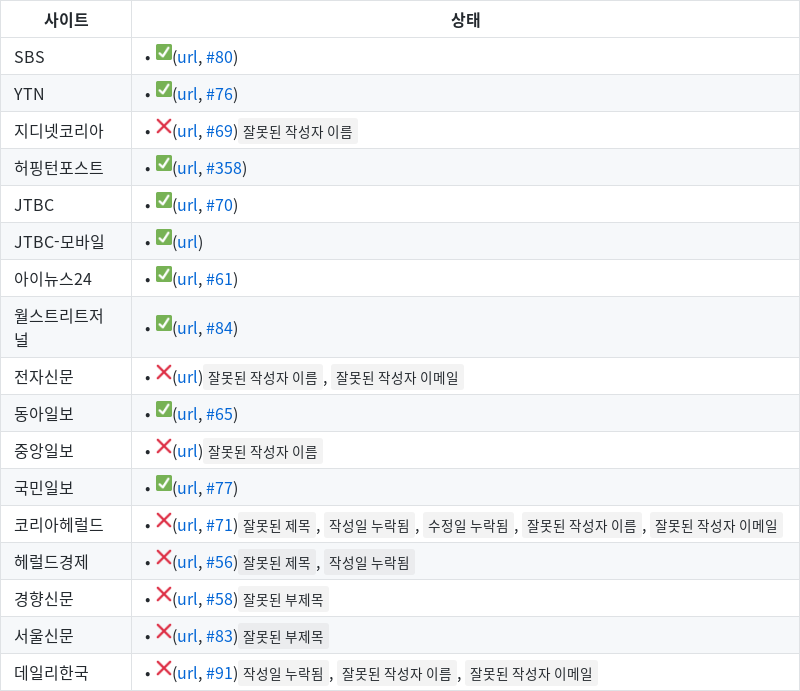 사이트 상태
SBS • ✅(url, #80)
YTN • ✅(url, #76)
지디넷코리아 • ❌(url, #69) 잘못된 작성자 이름
허핑턴포스트 • ✅(url, #358)
JTBC • ✅(url, #70)
JTBC-모바일 • ✅(url)
아이뉴스24 • ✅(url, #61)
월스트리트저
널 • ✅(url, #84)
전자신문 • ❌(url) 잘못된 작성자 이름 , 잘못된 작성자 이메일
동아일보 • ✅(url, #65)
중앙일보 • ❌(url) 잘못된 작성자 이름
국민일보 • ✅(url, #77)
코리아헤럴드 • ❌(url, #71) 잘못된 제목 , 작성일 누락됨 , 수정일 누락됨 , 잘못된 작성자 이름 , 잘못된 작성자 이메일
헤럴드경제 • ❌(url, #56) 잘못된 제목 , 작성일 누락됨
경향신문 • ❌(url, #58) 잘못된 부제목
서울신문 • ❌(url, #83) 잘못된 부제목
데일리한국 • ❌(url, #91) 작성일 누락됨 , 잘못된 작성자 이름 , 잘못된 작성자 이메일